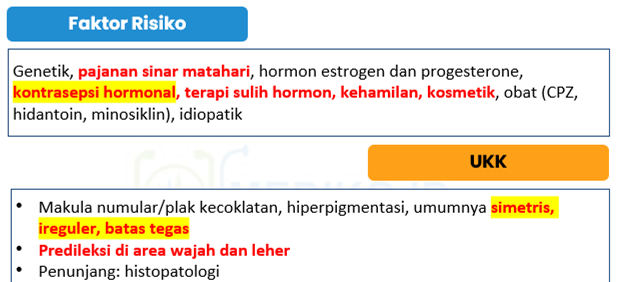 Faktor Risiko
Genetik, pajanan sinar matahari, hormon estrogen dan progesterone,
kontrasepsi hormonal, terapi sulih hormon, kehamilan, kosmetik, obat (CPZ,
hidantoin, minosiklin), idiopatik
UKK
• Makula numular/plak kecoklatan, hiperpigmentasi, umumnya simetris,
ireguler, batas tegas
• Predileksi di area wajah dan leher
• Penunjang: histopatologi